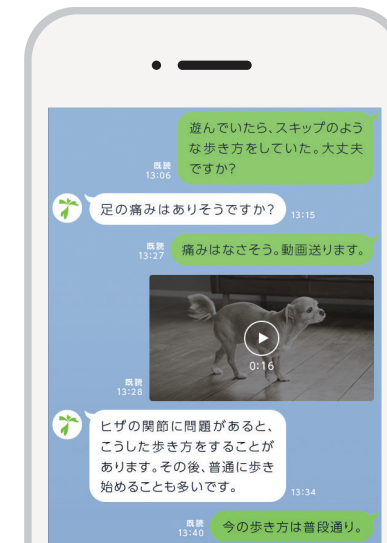 遊んでいたら、スキップのよう
な歩き方をしていた。大丈夫
ですか?
既読
13:06
足の痛みはありそうですか?
13:15
既読
13:27
痛みはなさそう。動画送ります。
0:16
既読
13:28
ヒザの関節に問題があると、
こうした歩き方をすることが
あります。その後、普通に歩き
始めることも多いです。
13:34
既読
13:40
今の歩き方は普段通り。